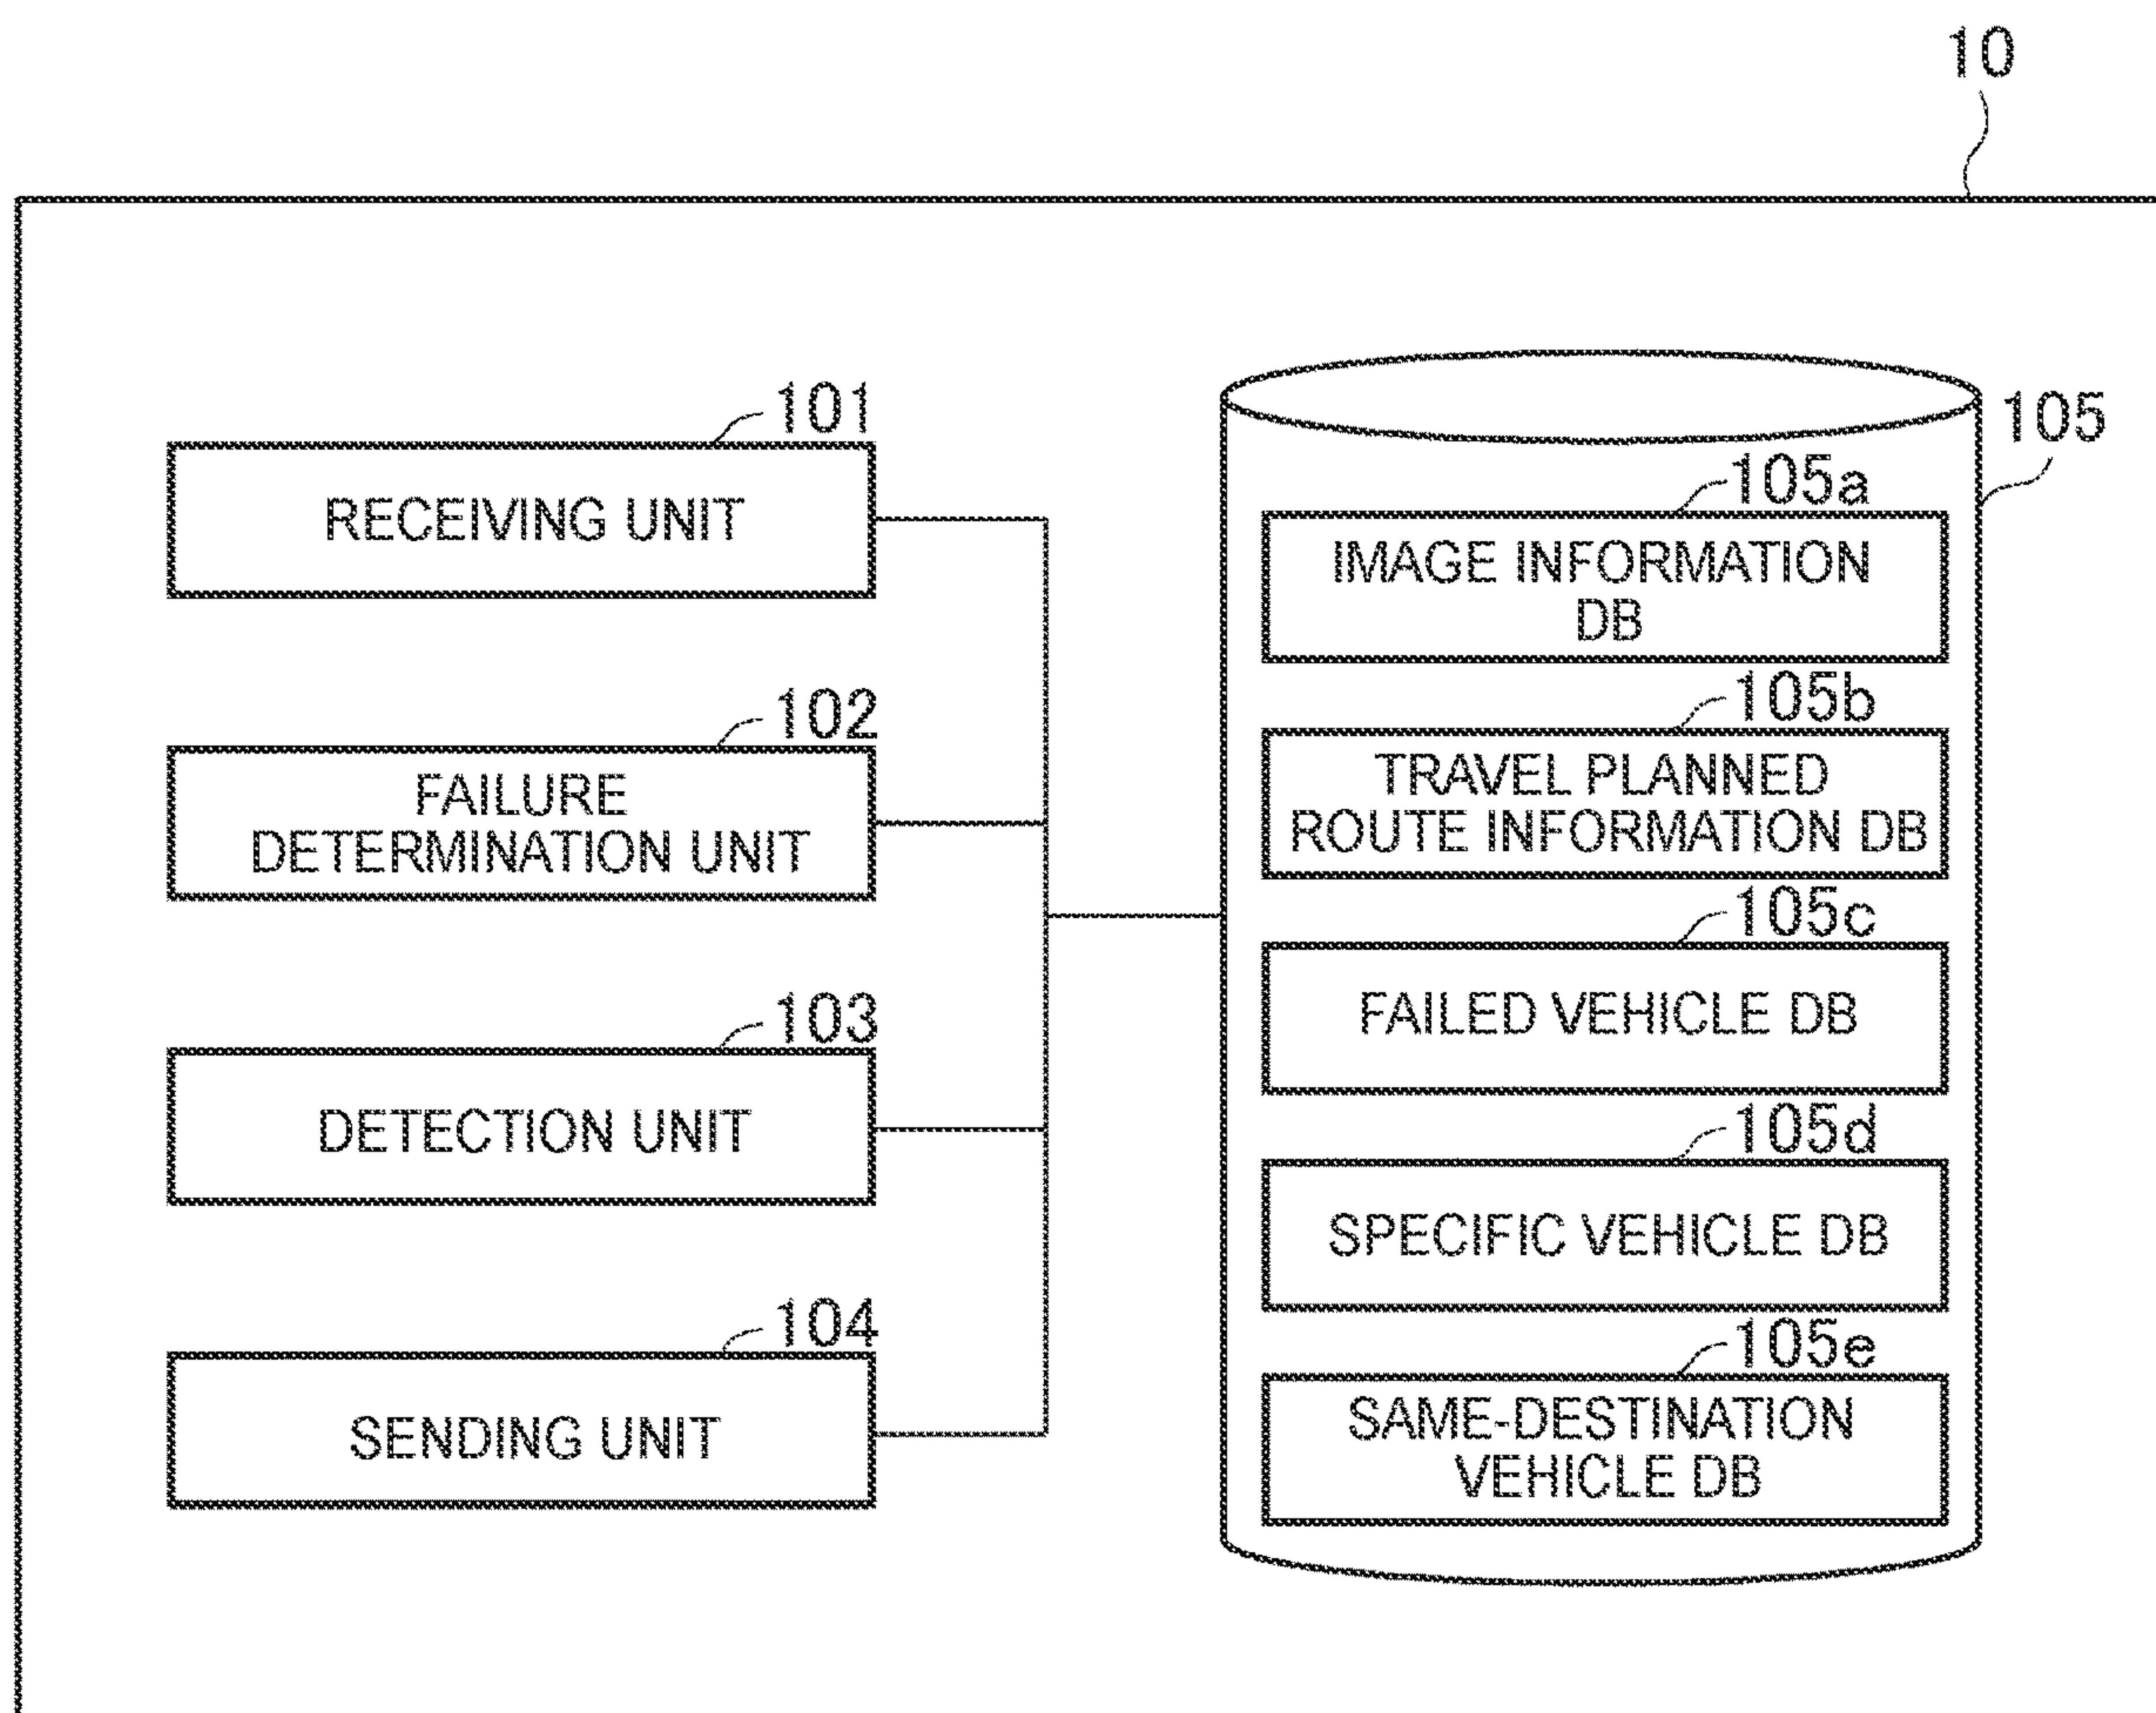 10
101
RECEIVING UNIT
102
FAILURE
DETERMINATION UNIT
103
DETECTION UNIT
104
SENDING UNIT
105
105a
IMAGE INFORMATION
DB
105b
TRAVEL PLANNED
ROUTE INFORMATION DB
105c
FAILED VEHICLE DB
105d
SPECIFIC VEHICLE DB
105e
SAME-DESTINATION
VEHICLE DB